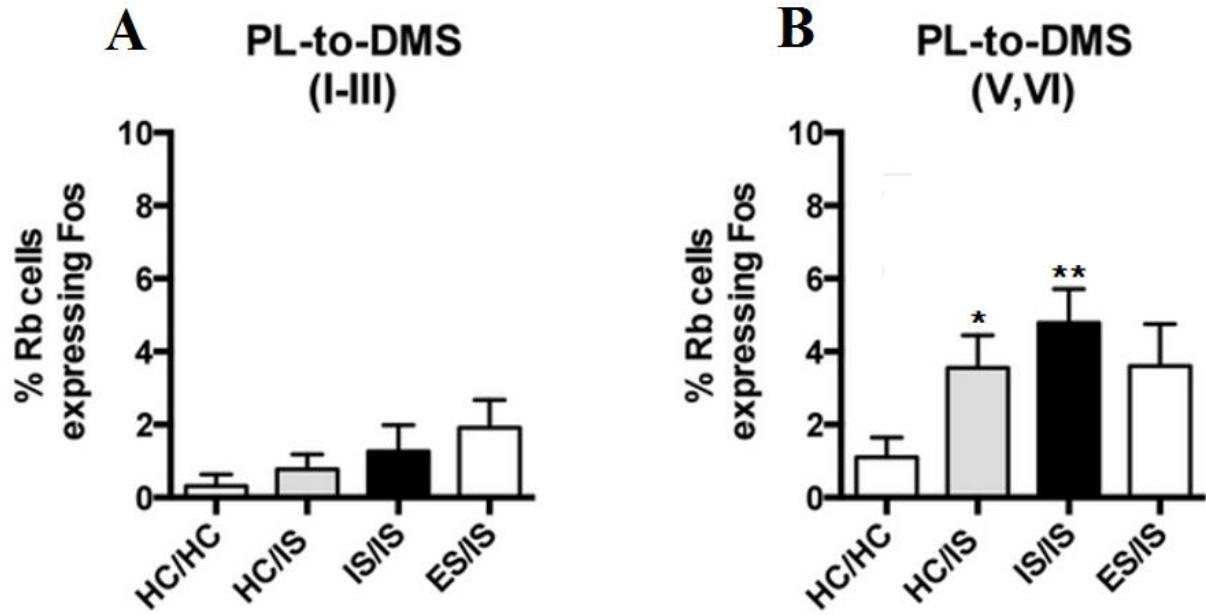 A
PL-to-DMS
(I-III)
% Rb cells
expressing Fos
10
8
6
4
2
0
HC/HC
HC/IS
IS/IS
ES/IS
B
PL-to-DMS
(V,VI)
% Rb cells
expressing Fos
10
8
6
4
2
0
*
**
HC/HC
HC/IS
IS/IS
ES/IS